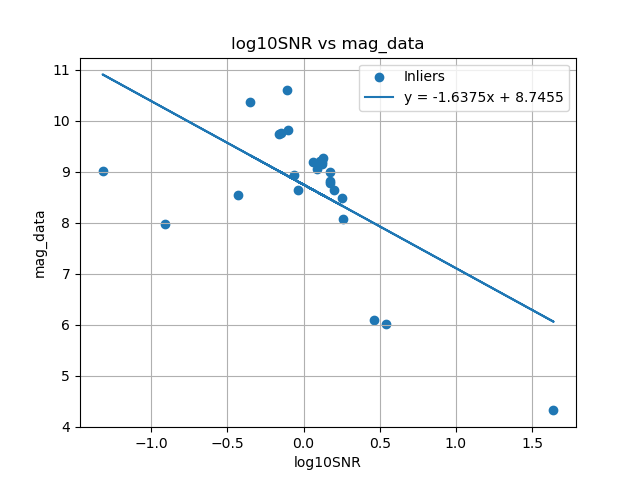 log10SNR vs mag_data
Inliers
y = -1.6375x + 8.7455
11
10
9
8
7
6
5
4
mag_data
−1.0
−0.5
0.0
0.5
1.0
1.5
log10SNR